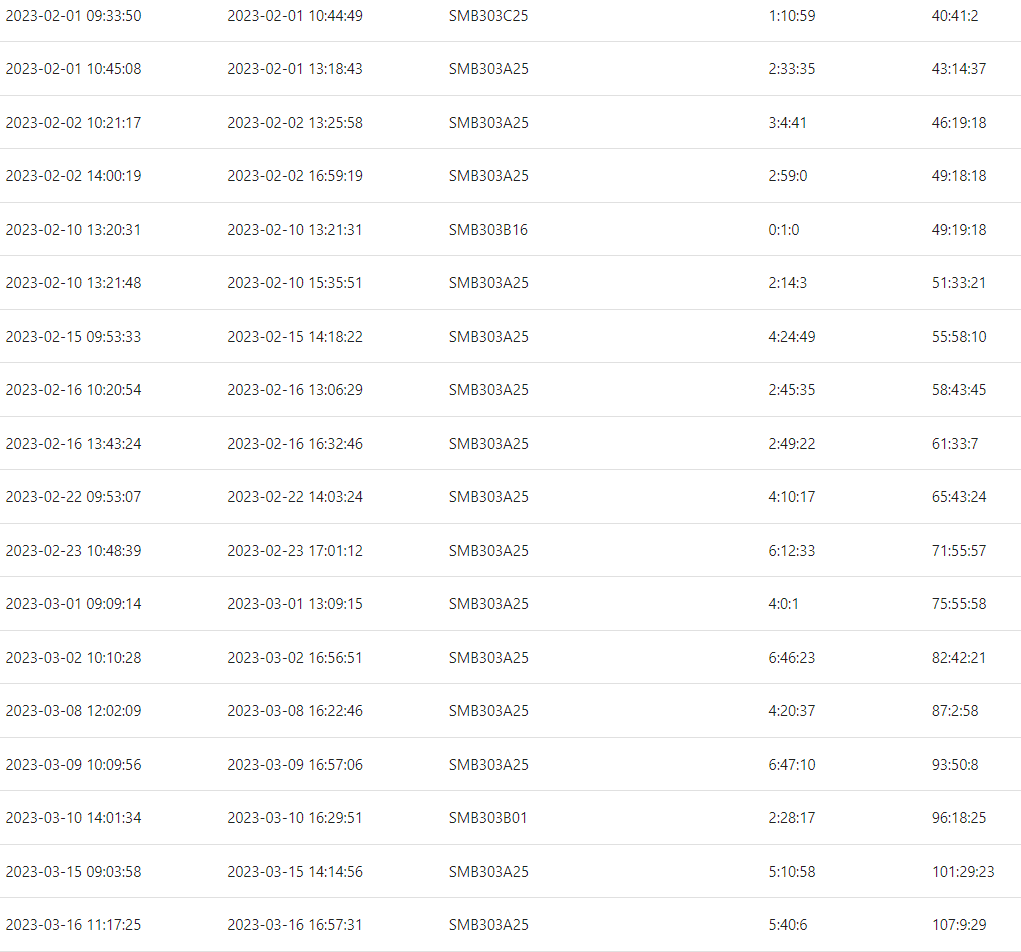 2023-02-01 09:33:50 2023-02-01 10:44:49 SMB303C25 1:10:59 40:41:2
2023-02-01 10:45:08 2023-02-01 13:18:43 SMB303A25 2:33:35 43:14:37
2023-02-02 10:21:17 2023-02-02 13:25:58 SMB303A25 3:4:41 46:19:18
2023-02-02 14:00:19 2023-02-02 16:59:19 SMB303A25 2:59:0 49:18:18
2023-02-10 13:20:31 2023-02-10 13:21:31 SMB303B16 0:1:0 49:19:18
2023-02-10 13:21:48 2023-02-10 15:35:51 SMB303A25 2:14:3 51:33:21
2023-02-15 09:53:33 2023-02-15 14:18:22 SMB303A25 4:24:49 55:58:10
2023-02-16 10:20:54 2023-02-16 13:06:29 SMB303A25 2:45:35 58:43:45
2023-02-16 13:43:24 2023-02-16 16:32:46 SMB303A25 2:49:22 61:33:7
2023-02-22 09:53:07 2023-02-22 14:03:24 SMB303A25 4:10:17 65:43:24
2023-02-23 10:48:39 2023-02-23 17:01:12 SMB303A25 6:12:33 71:55:57
2023-03-01 09:09:14 2023-03-01 13:09:15 SMB303A25 4:0:1 75:55:58
2023-03-02 10:10:28 2023-03-02 16:56:51 SMB303A25 6:46:23 82:42:21
2023-03-08 12:02:09 2023-03-08 16:22:46 SMB303A25 4:20:37 87:2:58
2023-03-09 10:09:56 2023-03-09 16:57:06 SMB303A25 6:47:10 93:50:8
2023-03-10 14:01:34 2023-03-10 16:29:51 SMB303B01 2:28:17 96:18:25
2023-03-15 09:03:58 2023-03-15 14:14:56 SMB303A25 5:10:58 101:29:23
2023-03-16 11:17:25 2023-03-16 16:57:31 SMB303A25 5:40:6 107:9:29